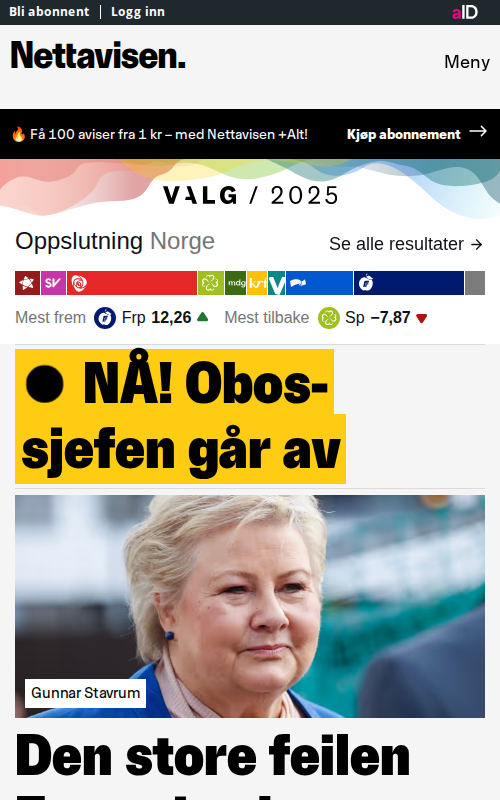 Bli abonnent
Logg inn
aID
Nettavisen.
Meny
🔥 Få 100 aviser fra 1 kr – med Nettavisen +Alt!
Kjøp abonnement →
VALG / 2025
Oppslutning Norge
Se alle resultater →
SV
mdg
krf
V
Mest frem Frp 12,26 ▲ Mest tilbake Sp −7,87 ▼
NÅ! Obos-
sjefen går av
Gunnar Stavrum
Den store feilen